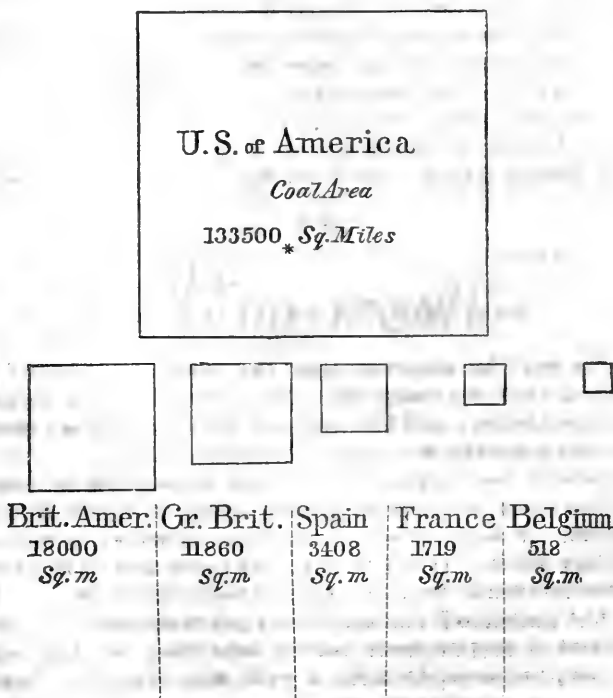 U.S. of America
Coal Area
133500* Sq. Miles
Brit. Amer. Gr. Brit. Spain France Belgium
18000 11860 3408 1719 518
Sq. m Sq. m Sq. m Sq. m Sq. m.